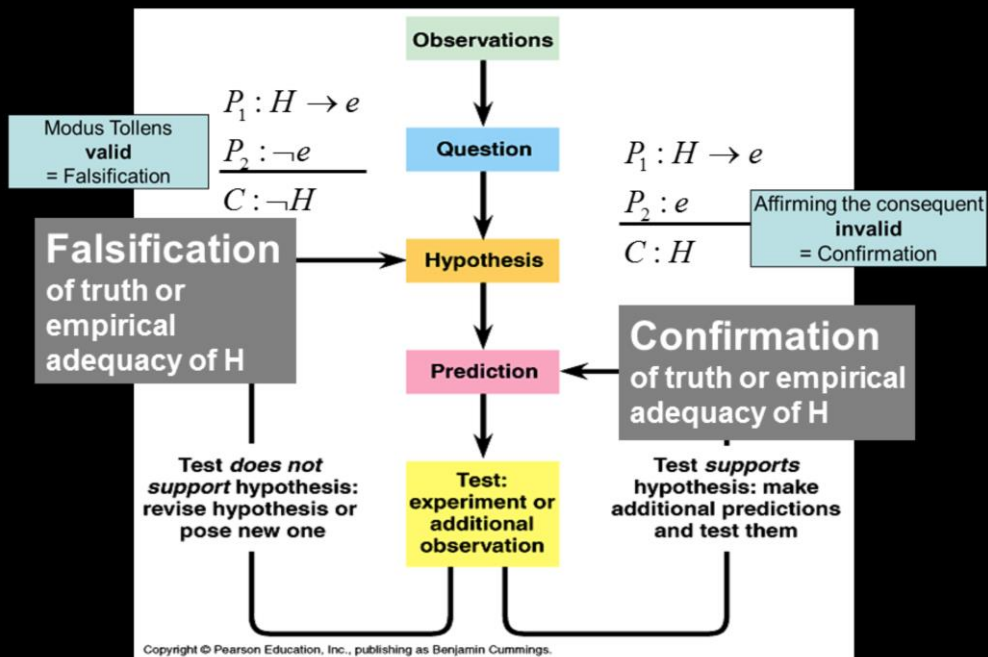 Observations
P₁ : H → e
P₂ : ¬e
C : ¬H
Modus Tollens
valid
= Falsification
Question
P₁ : H → e
P₂ : e
C : H
Affirming the consequent
invalid
= Confirmation
Falsification
of truth or
empirical
adequacy of H
Hypothesis
Confirmation
of truth or empirical
adequacy of H
Prediction
Test does not
support hypothesis:
revise hypothesis or
pose new one
Test:
experiment or
additional
observation
Test supports
hypothesis: make
additional predictions
and test them
Copyright © Pearson Education, Inc., publishing as Benjamin Cummings.